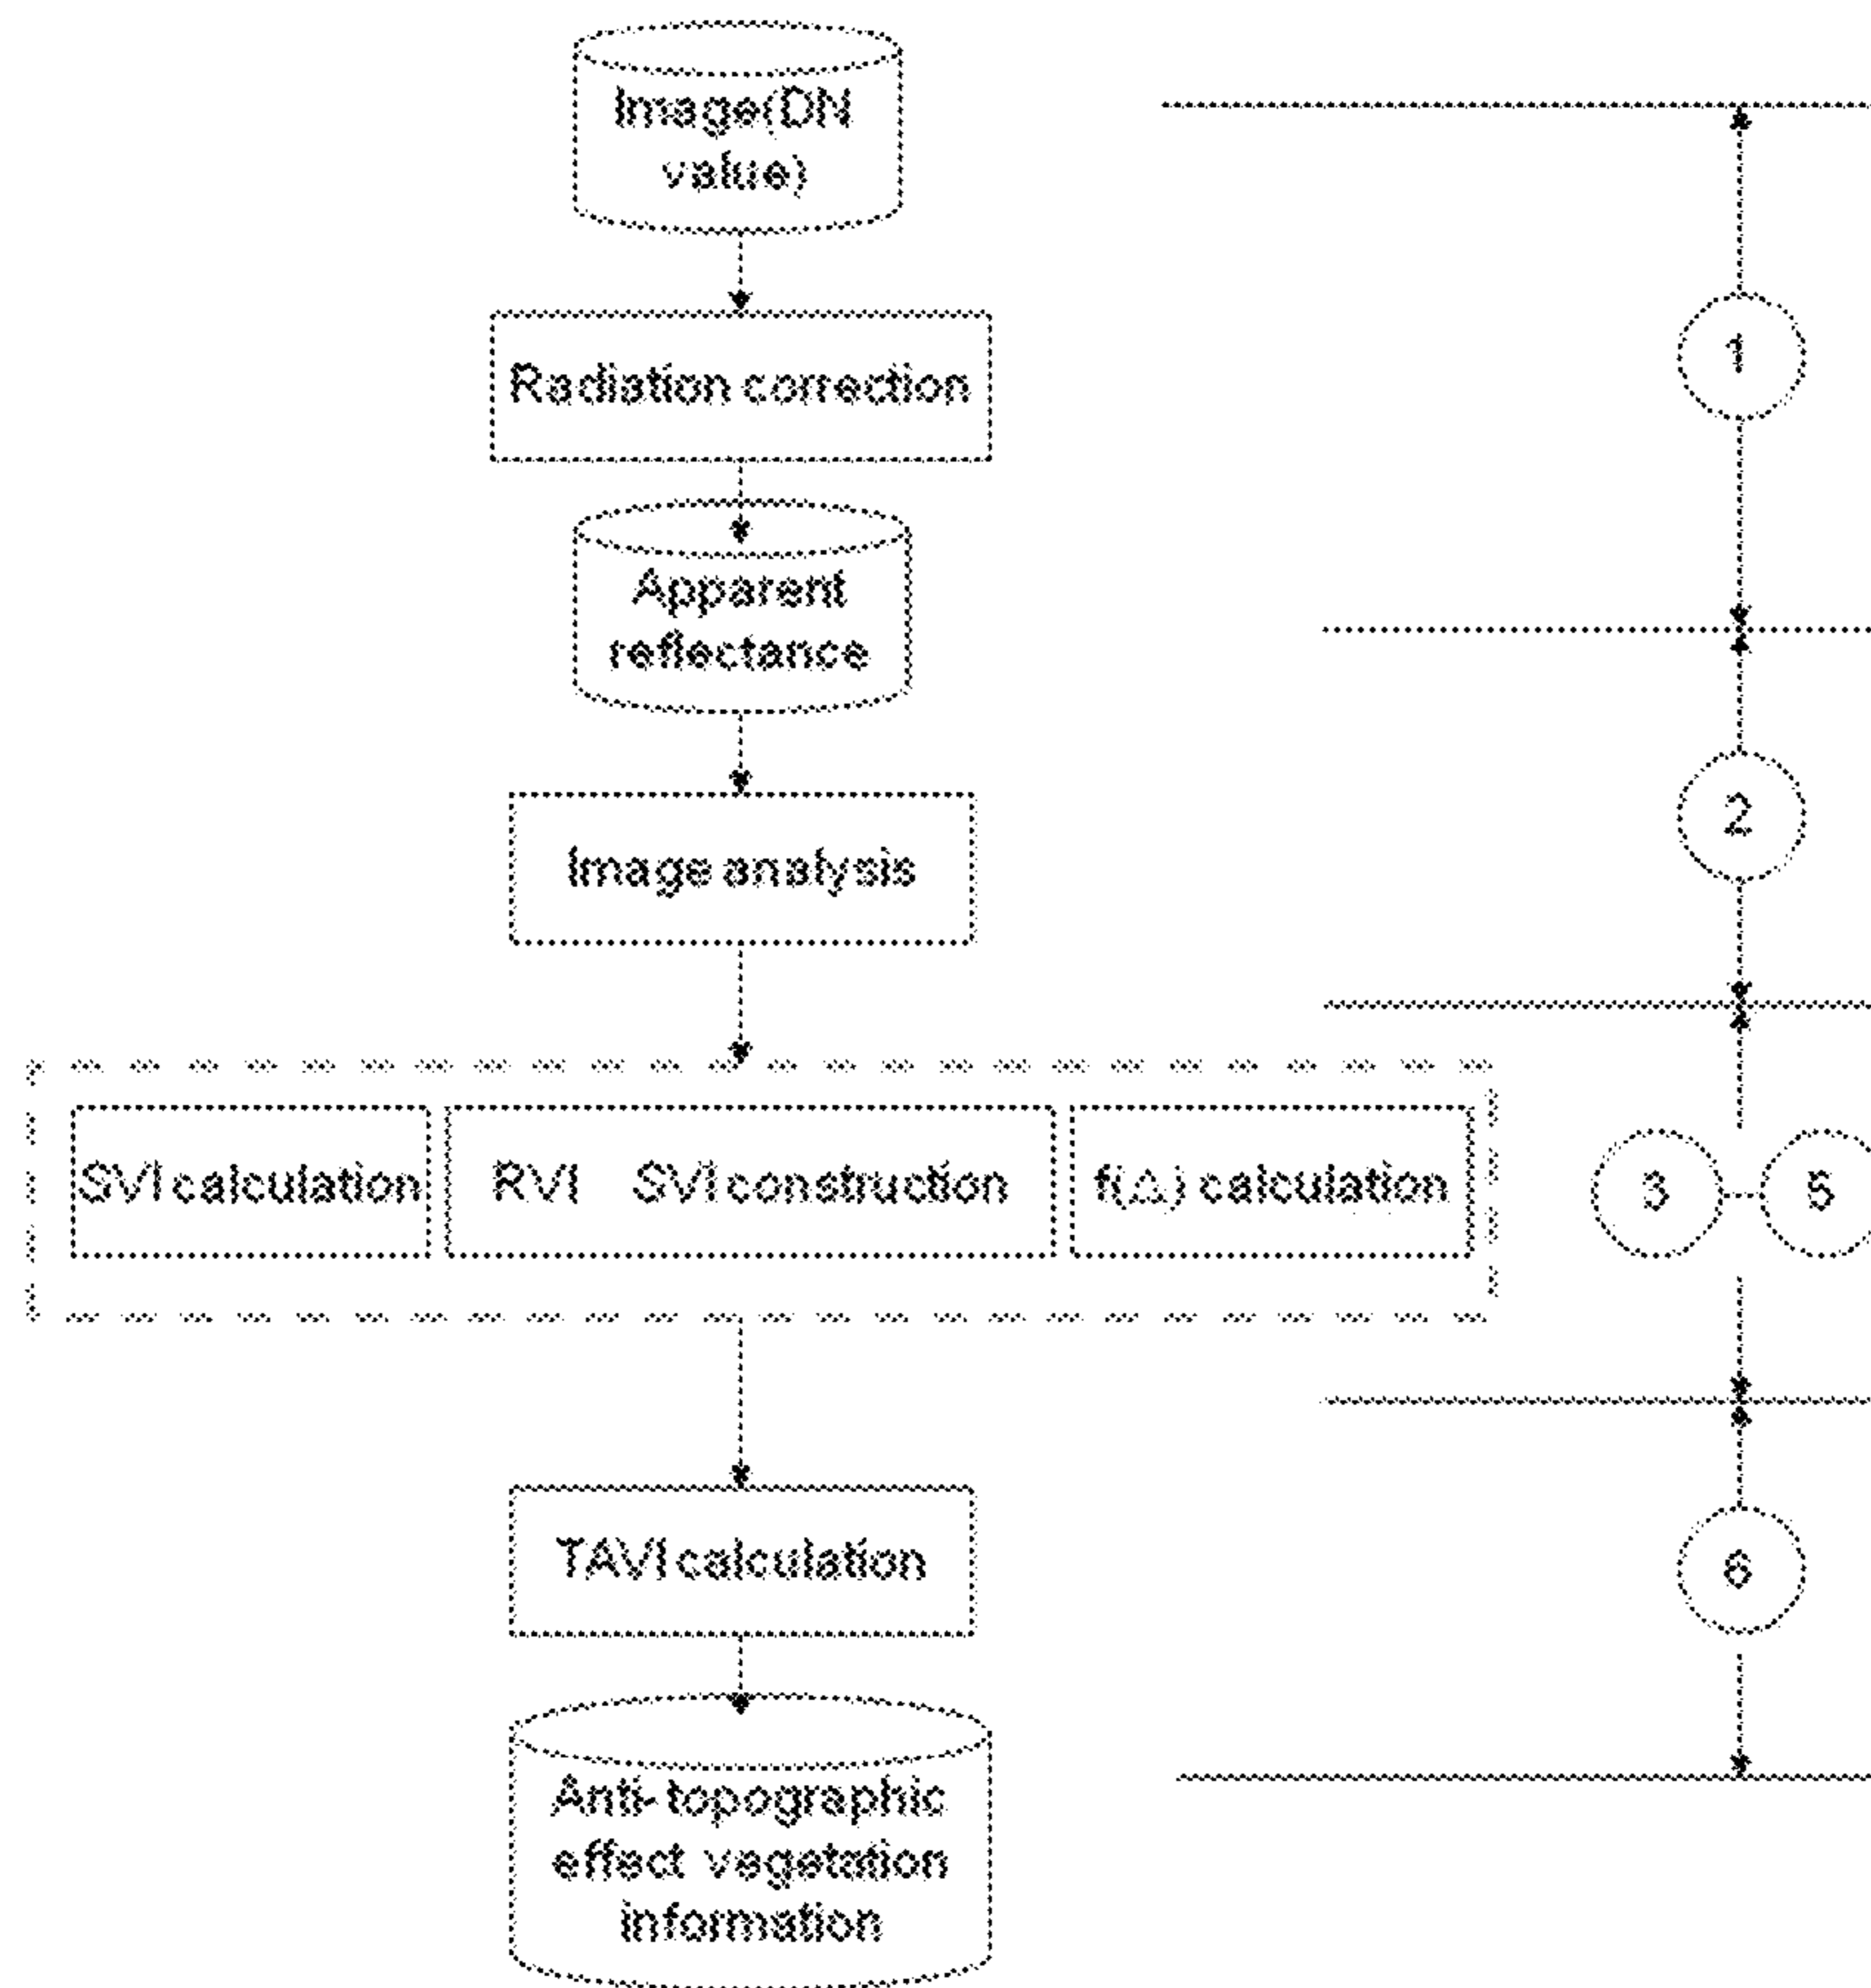 Image(DN
value)
Radiation correction
1
Apparent
reflectance
Image analysis
2
SVI calculation
RVI SVI construction
f(△) calculation
3
5
TAVI calculation
6
Anti-topographic
effect vegetation
information